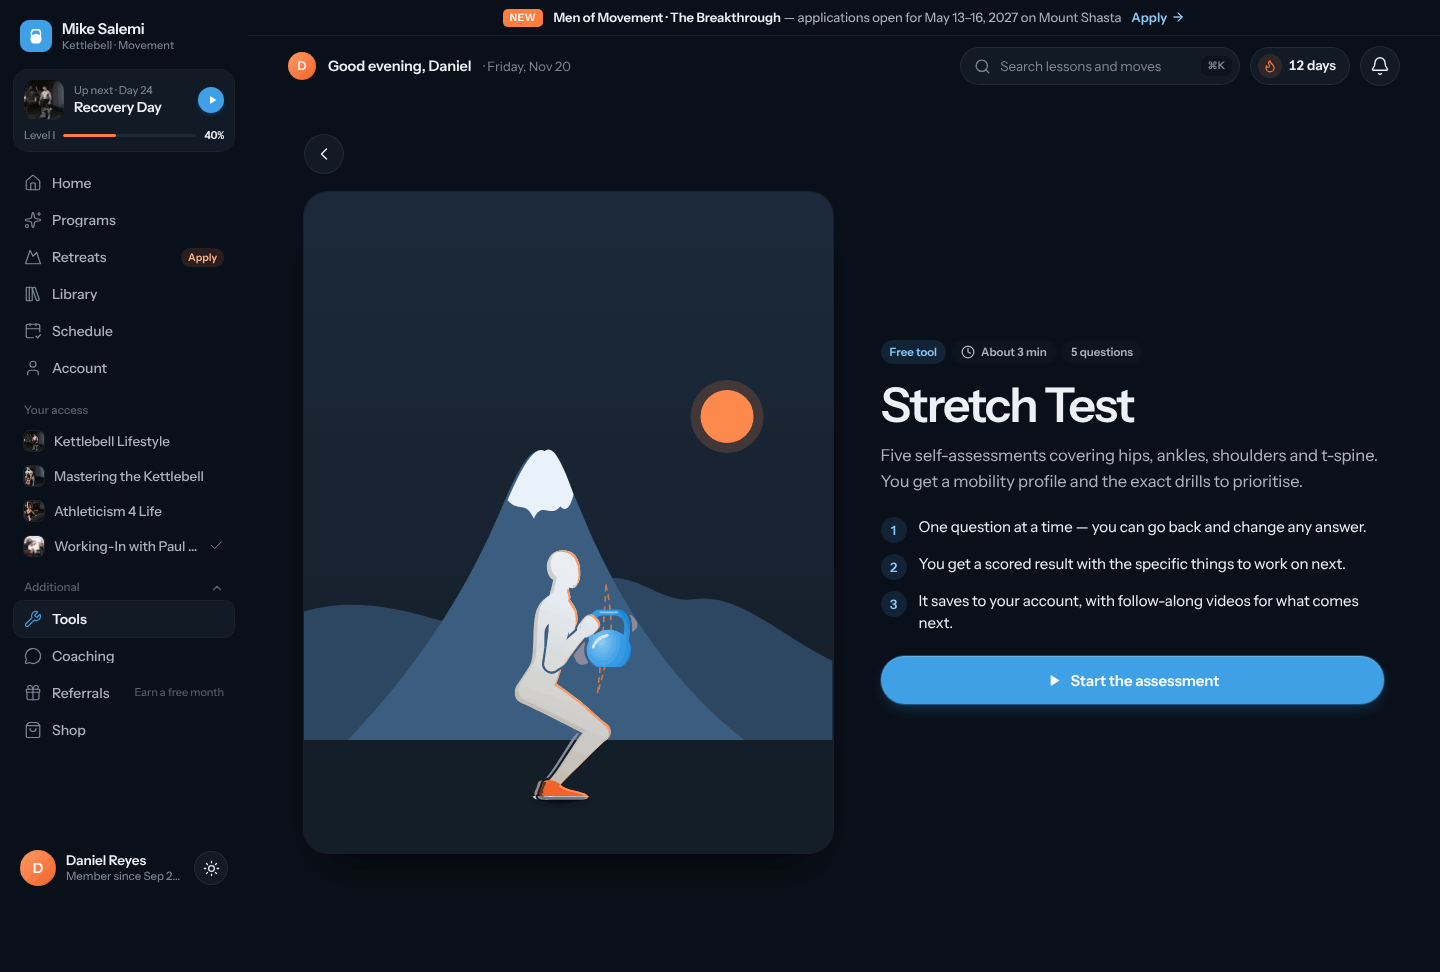 Mike Salemi
Kettlebell · Movement
Up next · Day 24
Recovery Day
Level I
40%
Home
Programs
Retreats
Apply
Library
Schedule
Account
Your access
Kettlebell Lifestyle
Mastering the Kettlebell
Athleticism 4 Life
Working-In with Paul ...
Additional
Tools
Coaching
Referrals
Earn a free month
Shop
Daniel Reyes
Member since Sep 2...
NEW Men of Movement · The Breakthrough — applications open for May 13–16, 2027 on Mount Shasta Apply →
D Good evening, Daniel · Friday, Nov 20
Search lessons and moves ⌘K
12 days
Free tool
About 3 min
5 questions
Stretch Test
Five self-assessments covering hips, ankles, shoulders and t-spine.
You get a mobility profile and the exact drills to prioritise.
1 One question at a time — you can go back and change any answer.
2 You get a scored result with the specific things to work on next.
3 It saves to your account, with follow-along videos for what comes
next.
Start the assessment
D